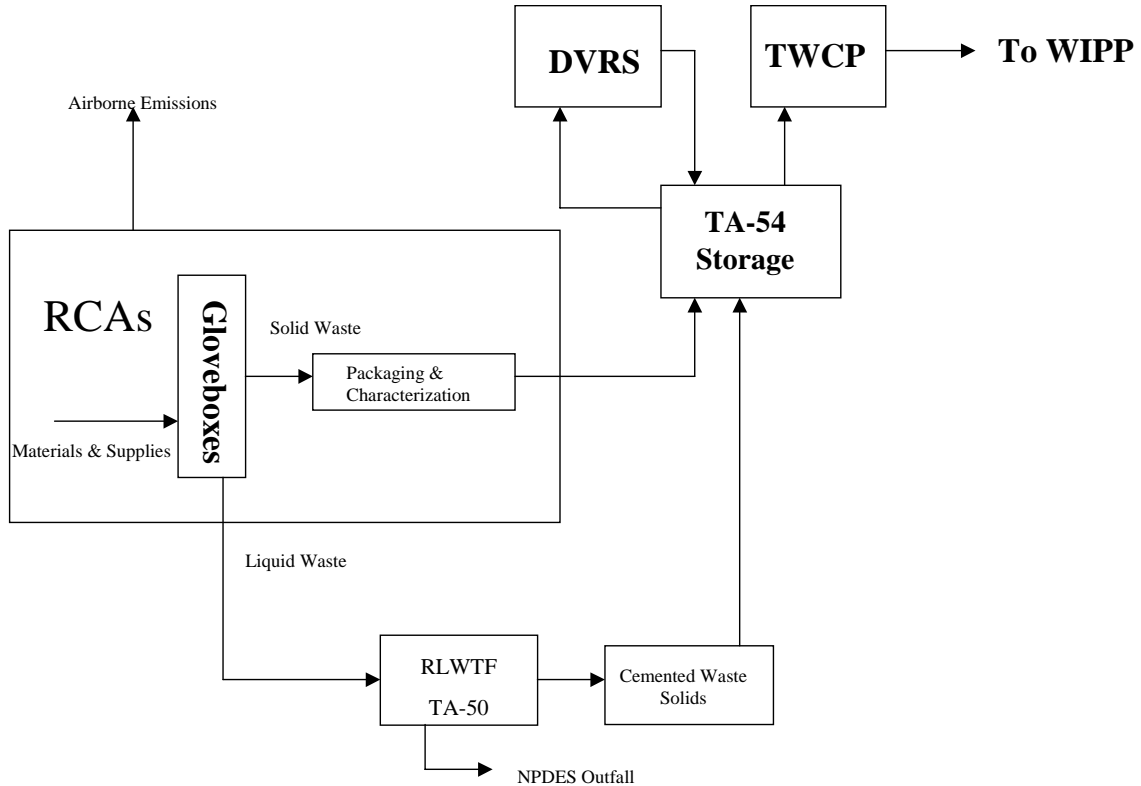 DVRS
TWCP
To WIPP
Airborne Emissions
TA-54
Storage
RCAs
Gloveboxes
Solid Waste
Packaging &
Characterization
Materials & Supplies
Liquid Waste
RLWTF
TA-50
Cemented Waste
Solids
NPDES Outfall